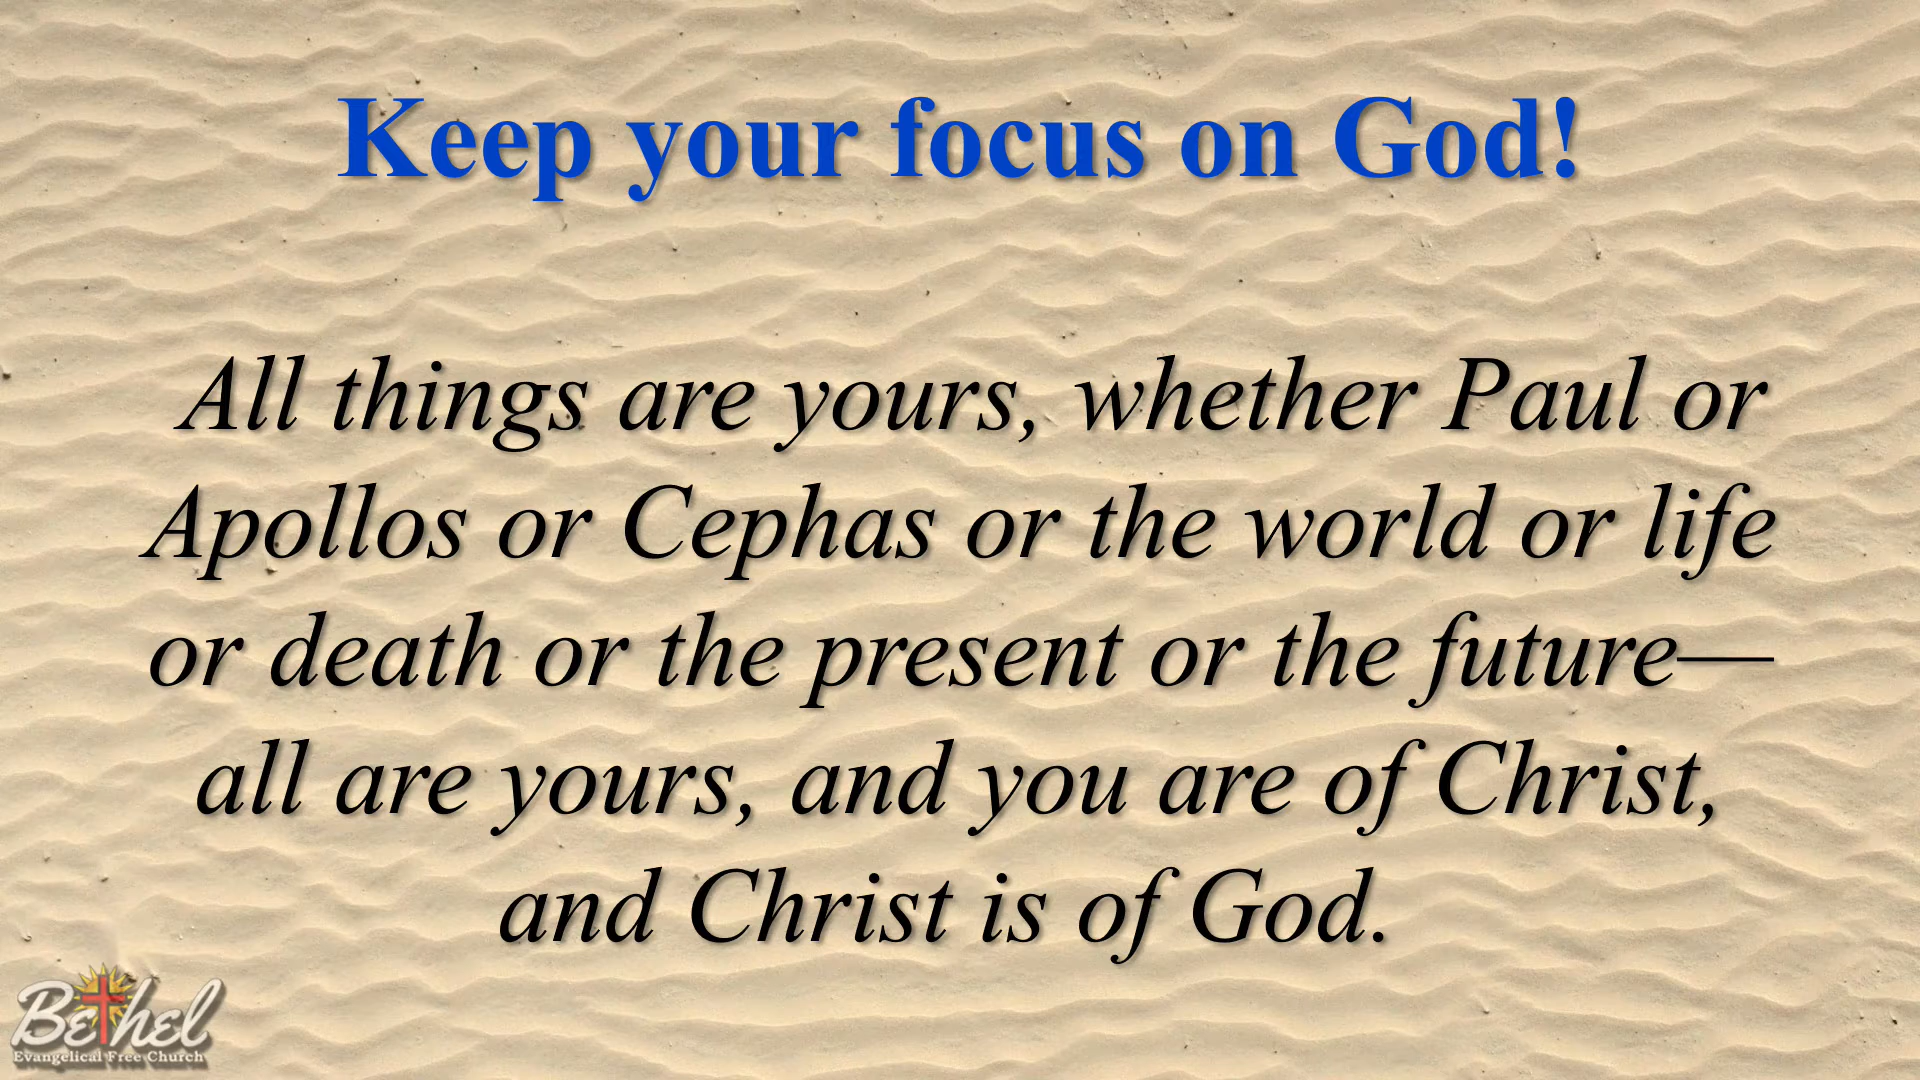 Keep your focus on God!
All things are yours, whether Paul or
Apollos or Cephas or the world or life
or death or the present or the future—
all are yours, and you are of Christ,
and Christ is of God.
Bethel
Evangelical Free Church